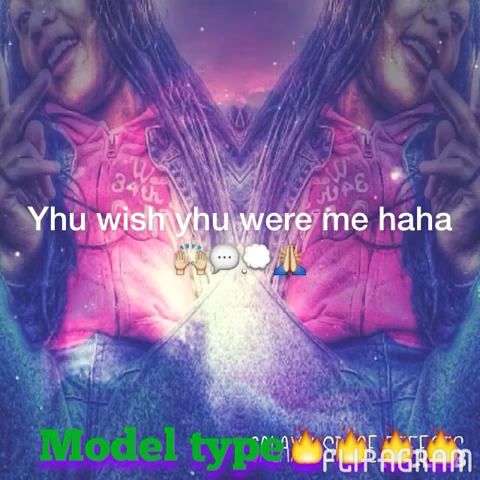 Yhu wish yhu were me haha
🙌💬💭🙏
Model type🔥🔥🔥🔥
FLIPAGRAM